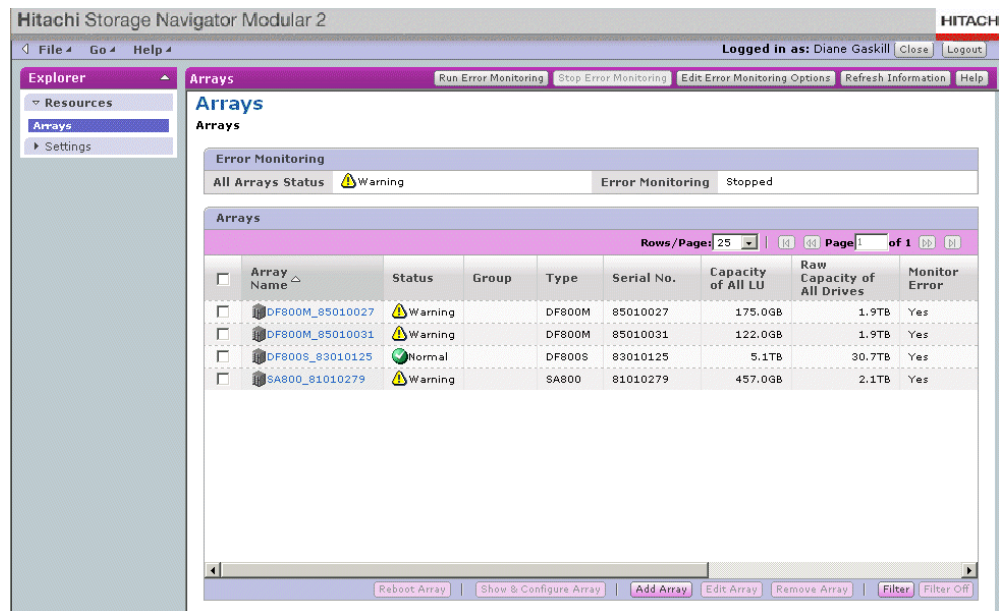 Hitachi Storage Navigator Modular 2
HITACH
File Go Help Logged in as: Diane Gaskill Close Logout
Explorer
Resources
Arrays
Settings
Arrays Run Error Monitoring Stop Error Monitoring Edit Error Monitoring Options Refresh Information Help
Arrays
Arrays
Error Monitoring
All Arrays Status Warning Error Monitoring Stopped
Arrays
Rows/Page: 25 Page 1 of 1
Array Name Status Group Type Serial No. Capacity of All LU Raw Capacity of All Drives Monitor Error
DF800M_85010027 Warning DF800M 85010027 175.0GB 1.9TB Yes
DF800M_85010031 Warning DF800M 85010031 122.0GB 1.9TB Yes
DF800S_83010125 Normal DF800S 83010125 5.1TB 30.7TB Yes
SA800_81010279 Warning SA800 81010279 457.0GB 2.1TB Yes
Reboot Array Show & Configure Array Add Array Edit Array Remove Array Filter Filter Off